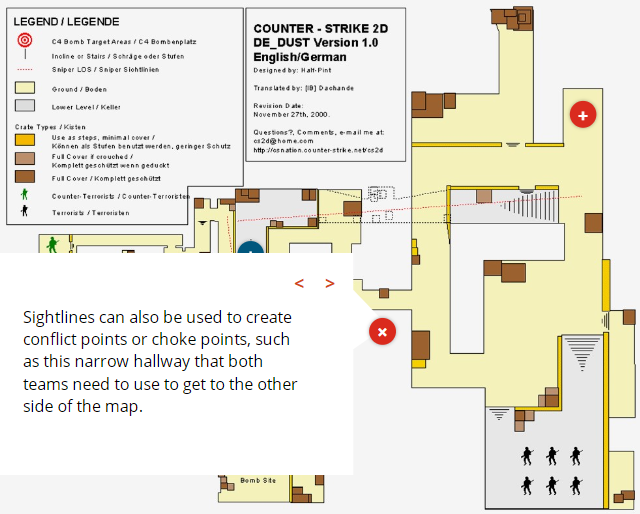 LEGEND / LEGENDE
C4 Bomb Target Areas / C4 Bombenplatz
Incline or Stairs / Schräge oder Stufen
Sniper LOS / Sniper Sichtlinien
Ground / Boden
Lower Level / Keller
Crate Types / Kisten
Use as steps, minimal cover /
Können als Stufen benutzt werden, geringer Schutz
Full Cover if crouched /
Komplett geschützt wenn geduckt
Full Cover / Komplett geschützt
Counter-Terrorists / Counter-Terroristen
Terrorists / Terroristen
COUNTER - STRIKE 2D
DE_DUST Version 1.0
English/German
Designed by: Half-Pint
Translated by: [IB] Dachande
Revision Date:
November 27th, 2000.
Questions?, Comments, e-mail me at:
cs2d@home.com
http://csnation.counter-strike.net/cs2d
< >
Sightlines can also be used to create
conflict points or choke points, such
as this narrow hallway that both
teams need to use to get to the other
side of the map.
Bomb Site